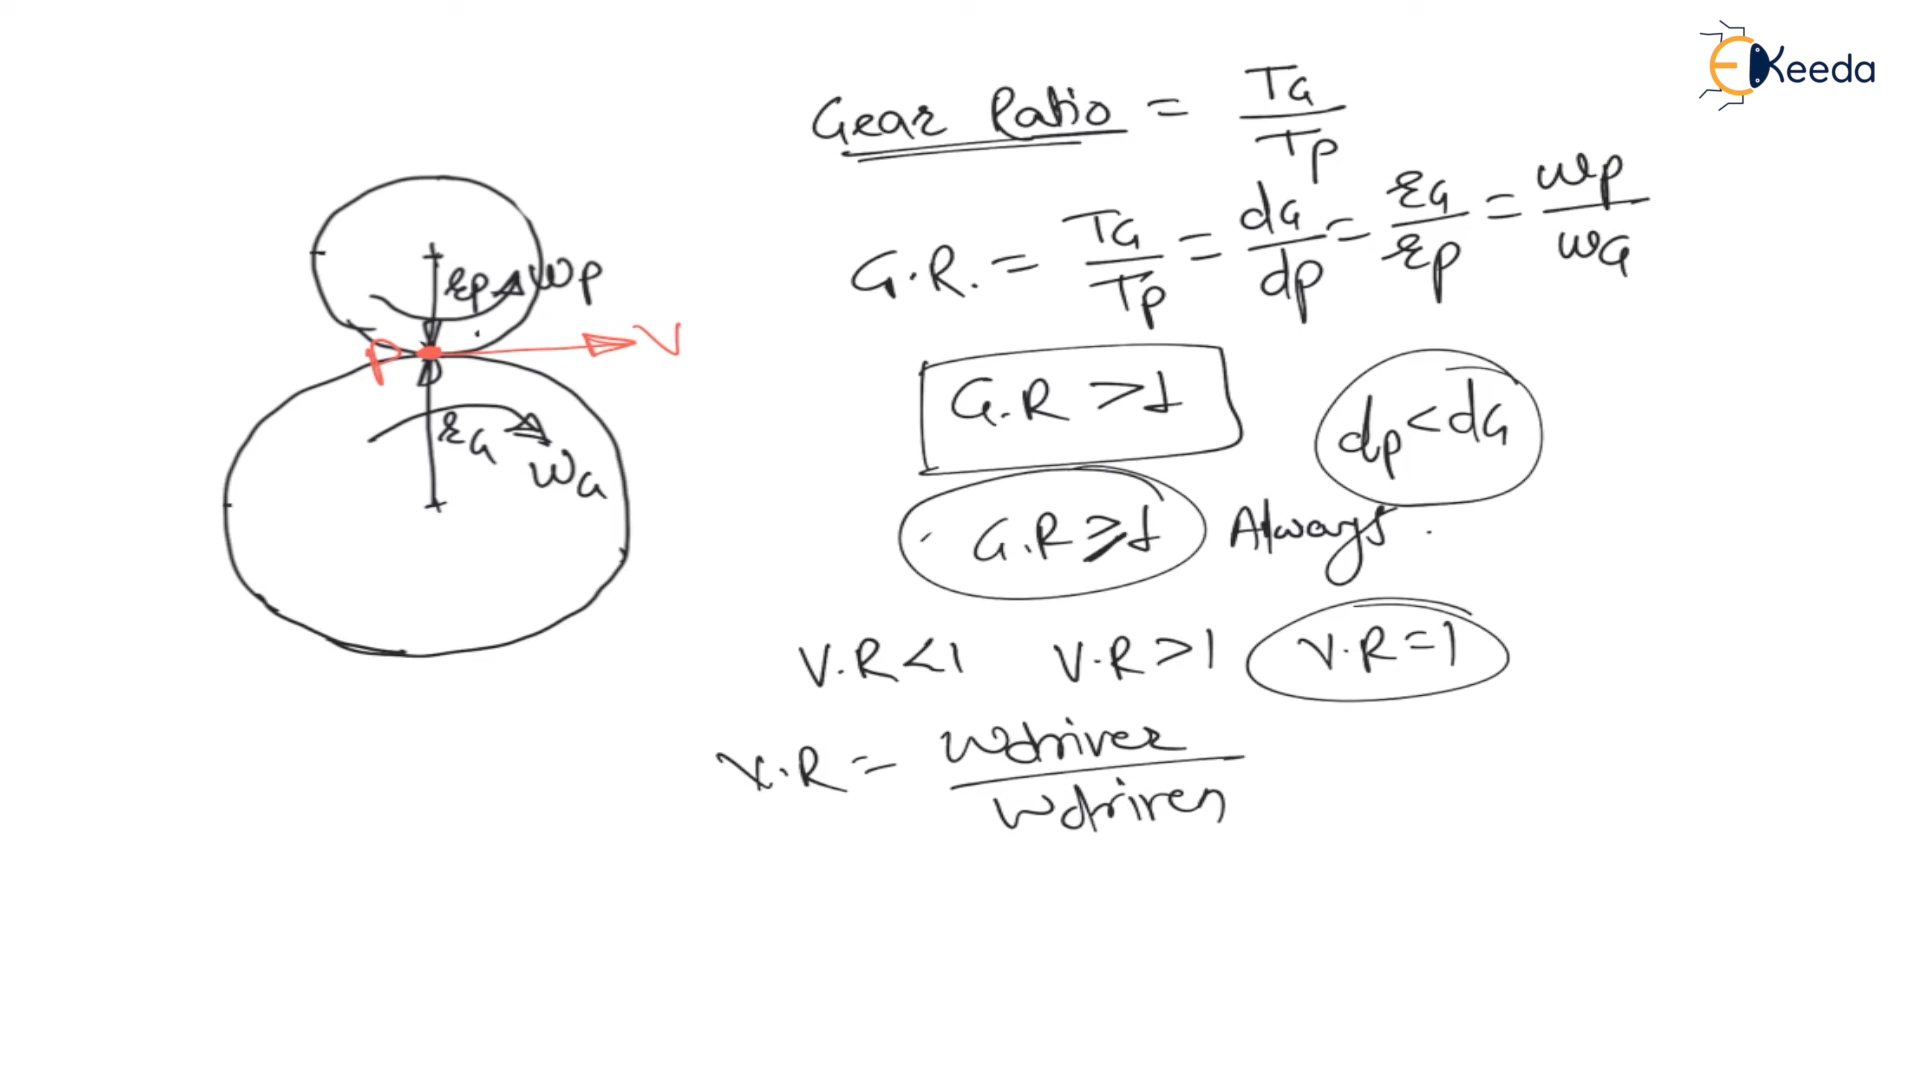 EKeeda
Gear Ratio = TG / TP
G.R. = TG / TP = dG / dp = rG / rp = ωp / ωG
rp ωp
P V
rG ωG
G.R > 1
dp < dG
G.R ≥ 1 Always
V.R < 1 V.R > 1 V.R = 1
V.R = ωdriver / ωdriven